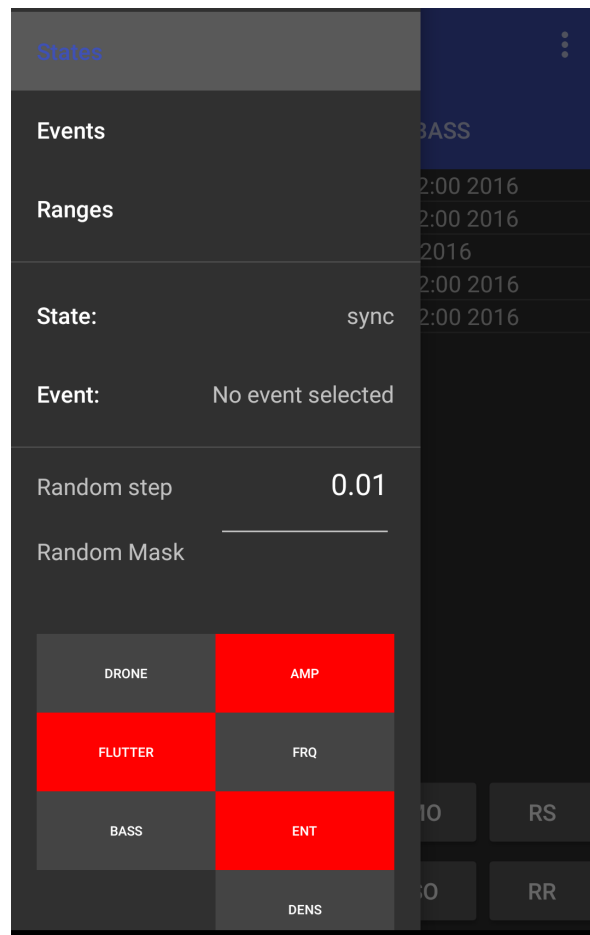 States
Events
BASS
Ranges
2:00 2016
2:00 2016
2016
2:00 2016
2:00 2016
State: sync
Event: No event selected
Random step 0.01
Random Mask
DRONE AMP
FLUTTER FRQ
BASS ENT
RS
DENS
RR